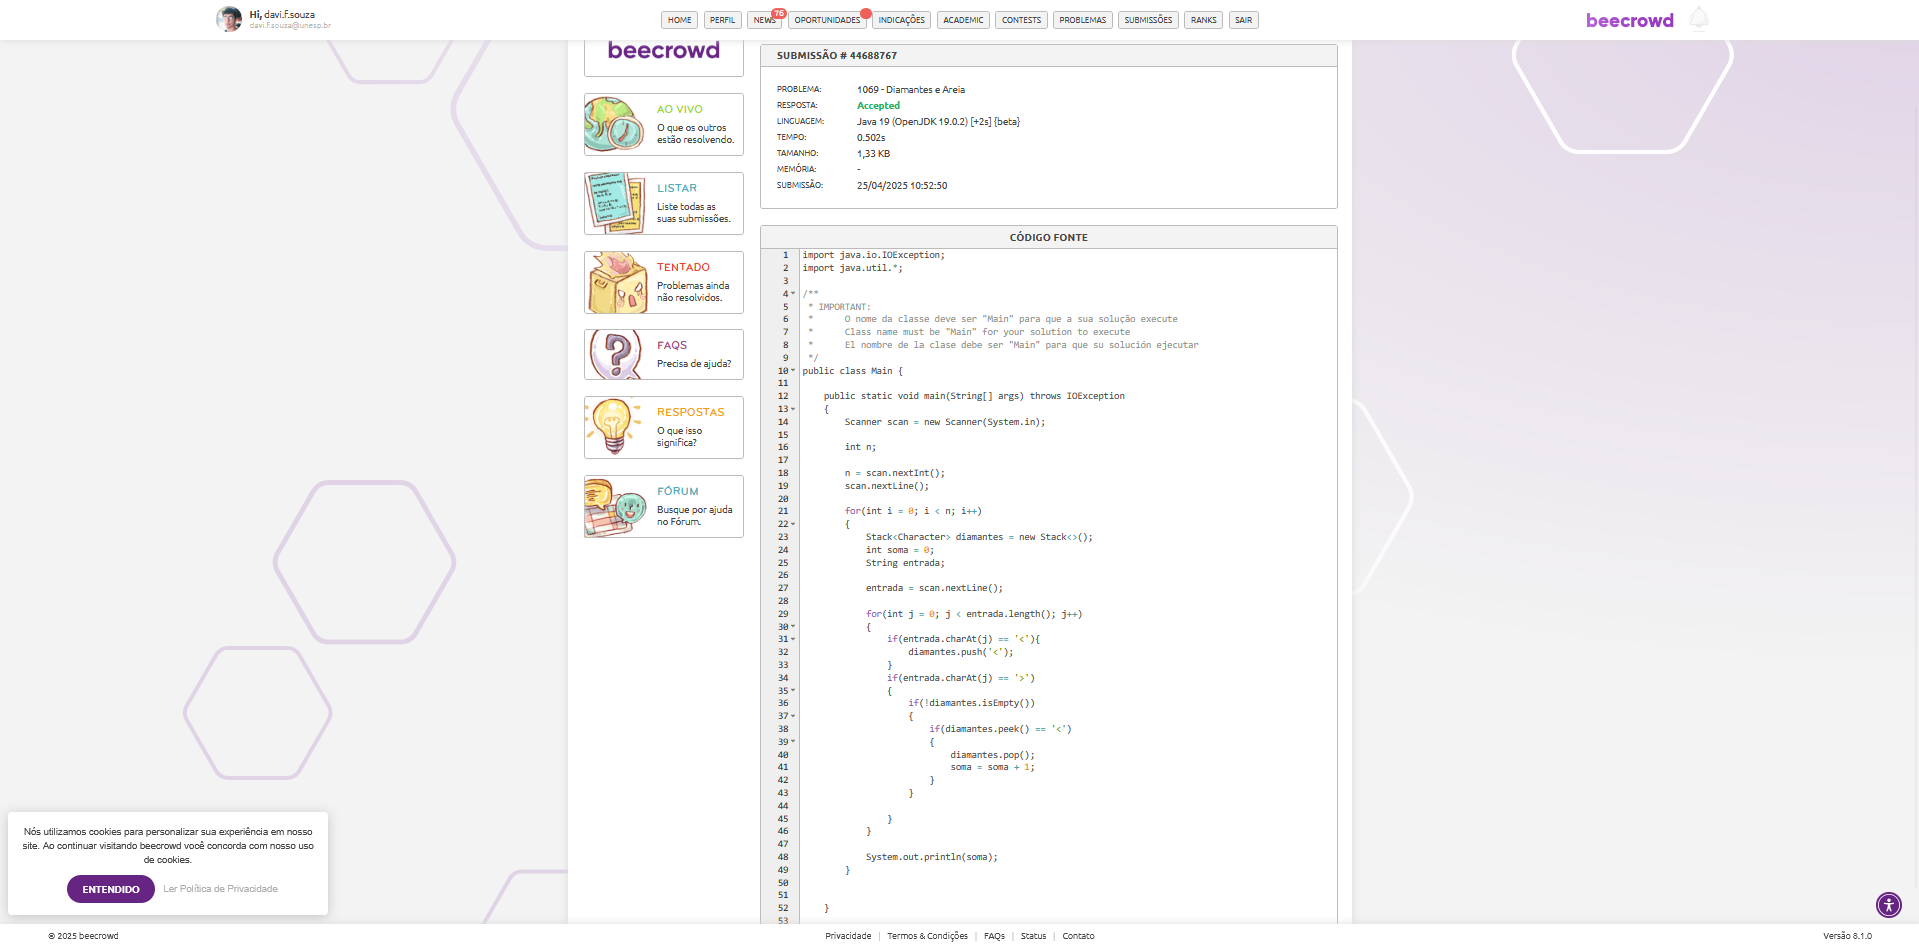 Hi, davi.f.souza
davi.f.souza@unesp.br
HOME
PERFIL
NEWS
76
OPORTUNIDADES
INDICAÇÕES
ACADEMIC
CONTESTS
PROBLEMAS
SUBMISSÕES
RANKS
SAIR
beecrowd
beecrowd
AO VIVO
O que os outros
estão resolvendo.
LISTAR
Liste todas as
suas submissões.
TENTADO
Problemas ainda
não resolvidos.
FAQS
Precisa de ajuda?
RESPOSTAS
O que isso
significa?
FÓRUM
Busque por ajuda
no Fórum.
SUBMISSÃO # 44688767
PROBLEMA: 1069 - Diamantes e Areia
RESPOSTA: Accepted
LINGUAGEM: Java 19 (OpenJDK 19.0.2) [+2s] {beta}
TEMPO: 0.502s
TAMANHO: 1,33 KB
MEMÓRIA: -
SUBMISSÃO: 25/04/2025 10:52:50
CÓDIGO FONTE
1 import java.io.IOException;
2 import java.util.*;
3
4 /**
5  * IMPORTANT:
6  *      O nome da classe deve ser "Main" para que a sua solução execute
7  *      Class name must be "Main" for your solution to execute
8  *      El nombre de la clase debe ser "Main" para que su solución ejecutar
9  */
10 public class Main {
11
12     public static void main(String[] args) throws IOException
13     {
14         Scanner scan = new Scanner(System.in);
15
16         int n;
17
18         n = scan.nextInt();
19         scan.nextLine();
20
21         for(int i = 0; i < n; i++)
22         {
23             Stack<Character> diamantes = new Stack<>();
24             int soma = 0;
25             String entrada;
26
27             entrada = scan.nextLine();
28
29             for(int j = 0; j < entrada.length(); j++)
30             {
31                 if(entrada.charAt(j) == '<'){
32                     diamantes.push('<');
33                 }
34                 if(entrada.charAt(j) == '>')
35                 {
36                     if(!diamantes.isEmpty())
37                     {
38                         if(diamantes.peek() == '<')
39                         {
40                             diamantes.pop();
41                             soma = soma + 1;
42                         }
43                     }
44
45                 }
46             }
47
48             System.out.println(soma);
49         }
50
51
52     }
53
Nós utilizamos cookies para personalizar sua experiência em nosso
site. Ao continuar visitando beecrowd você concorda com nosso uso
de cookies.
ENTENDIDO
Ler Política de Privacidade
© 2025 beecrowd
Privacidade | Termos & Condições | FAQs | Status | Contato
Versão 8.1.0